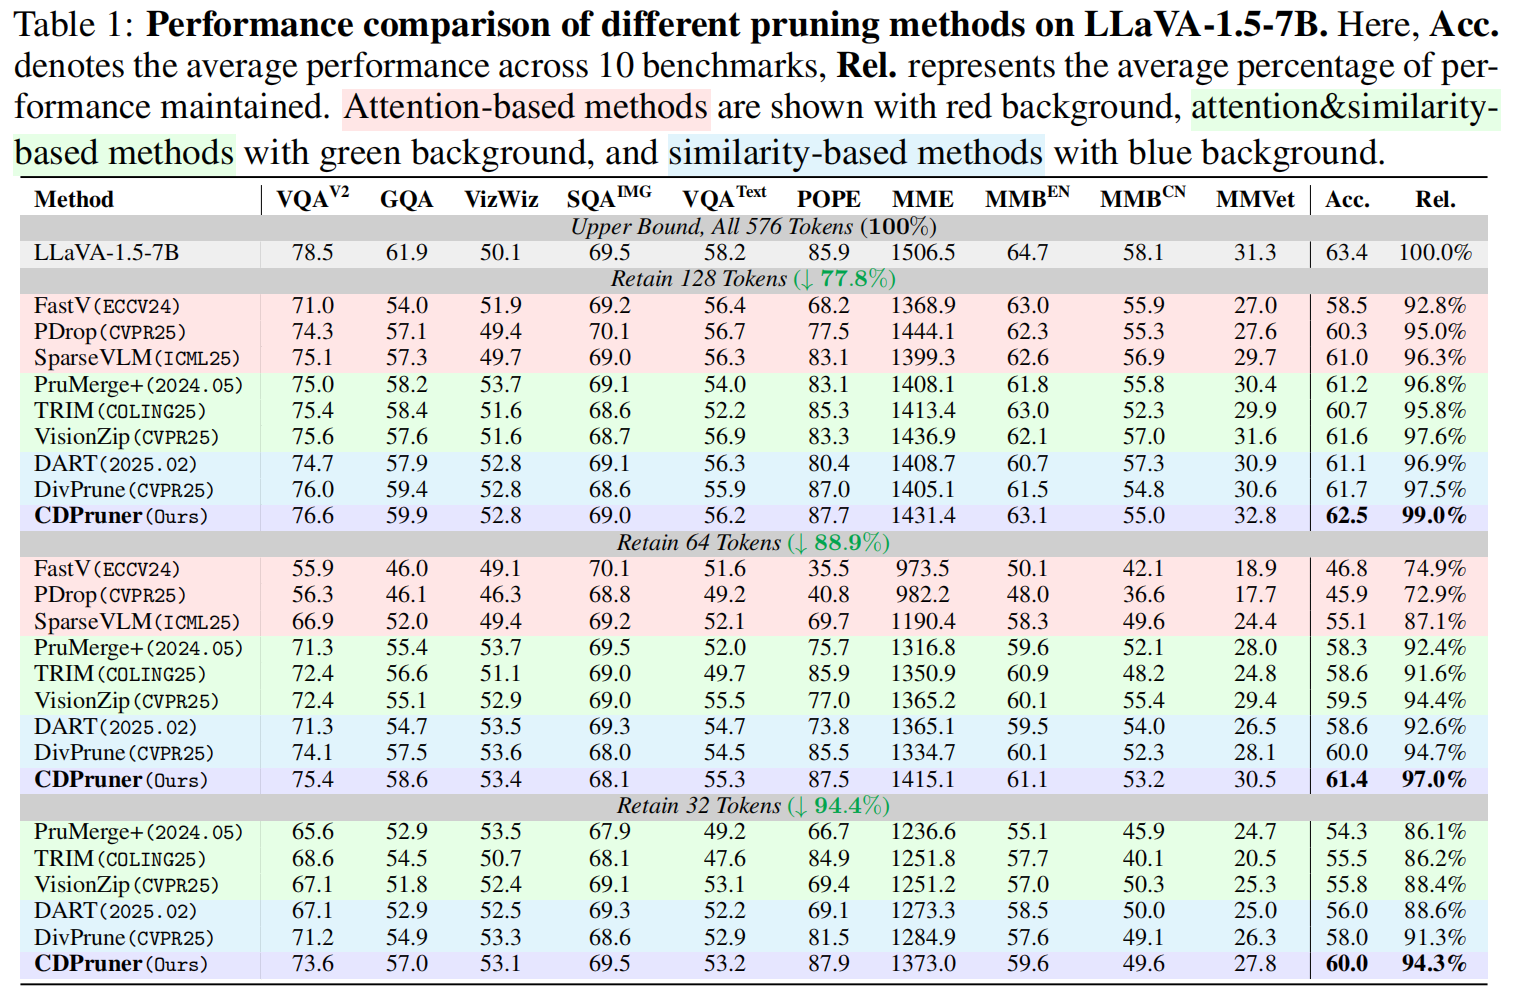 Table 1: Performance comparison of different pruning methods on LLaVA-1.5-7B. Here, Acc.
denotes the average performance across 10 benchmarks, Rel. represents the average percentage of per-
formance maintained. Attention-based methods are shown with red background, attention&similarity-
based methods with green background, and similarity-based methods with blue background.
Method VQA^V2 GQA VizWiz SQA^IMG VQA^Text POPE MME MMB^EN MMB^CN MMVet Acc. Rel.
Upper Bound, All 576 Tokens (100%)
LLaVA-1.5-7B 78.5 61.9 50.1 69.5 58.2 85.9 1506.5 64.7 58.1 31.3 63.4 100.0%
Retain 128 Tokens (↓ 77.8%)
FastV(ECCV24) 71.0 54.0 51.9 69.2 56.4 68.2 1368.9 63.0 55.9 27.0 58.5 92.8%
PDrop(CVPR25) 74.3 57.1 49.4 70.1 56.7 77.5 1444.1 62.3 55.3 27.6 60.3 95.0%
SparseVLM(ICML25) 75.1 57.3 49.7 69.0 56.3 83.1 1399.3 62.6 56.9 29.7 61.0 96.3%
PruMerge+(2024.05) 75.0 58.2 53.7 69.1 54.0 83.1 1408.1 61.8 55.8 30.4 61.2 96.8%
TRIM(COLING25) 75.4 58.4 51.6 68.6 52.2 85.3 1413.4 63.0 52.3 29.9 60.7 95.8%
VisionZip(CVPR25) 75.6 57.6 51.6 68.7 56.9 83.3 1436.9 62.1 57.0 31.6 61.6 97.6%
DART(2025.02) 74.7 57.9 52.8 69.1 56.3 80.4 1408.7 60.7 57.3 30.9 61.1 96.9%
DivPrune(CVPR25) 76.0 59.4 52.8 68.6 55.9 87.0 1405.1 61.5 54.8 30.6 61.7 97.5%
CDPruner(Ours) 76.6 59.9 52.8 69.0 56.2 87.7 1431.4 63.1 55.0 32.8 62.5 99.0%
Retain 64 Tokens (↓ 88.9%)
FastV(ECCV24) 55.9 46.0 49.1 70.1 51.6 35.5 973.5 50.1 42.1 18.9 46.8 74.9%
PDrop(CVPR25) 56.3 46.1 46.3 68.8 49.2 40.8 982.2 48.0 36.6 17.7 45.9 72.9%
SparseVLM(ICML25) 66.9 52.0 49.4 69.2 52.1 69.7 1190.4 58.3 49.6 24.4 55.1 87.1%
PruMerge+(2024.05) 71.3 55.4 53.7 69.5 52.0 75.7 1316.8 59.6 52.1 28.0 58.3 92.4%
TRIM(COLING25) 72.4 56.6 51.1 69.0 49.7 85.9 1350.9 60.9 48.2 24.8 58.6 91.6%
VisionZip(CVPR25) 72.4 55.1 52.9 69.0 55.5 77.0 1365.2 60.1 55.4 29.4 59.5 94.4%
DART(2025.02) 71.3 54.7 53.5 69.3 54.7 73.8 1365.1 59.5 54.0 26.5 58.6 92.6%
DivPrune(CVPR25) 74.1 57.5 53.6 68.0 54.5 85.5 1334.7 60.1 52.3 28.1 60.0 94.7%
CDPruner(Ours) 75.4 58.6 53.4 68.1 55.3 87.5 1415.1 61.1 53.2 30.5 61.4 97.0%
Retain 32 Tokens (↓ 94.4%)
PruMerge+(2024.05) 65.6 52.9 53.5 67.9 49.2 66.7 1236.6 55.1 45.9 24.7 54.3 86.1%
TRIM(COLING25) 68.6 54.5 50.7 68.1 47.6 84.9 1251.8 57.7 40.1 20.5 55.5 86.2%
VisionZip(CVPR25) 67.1 51.8 52.4 69.1 53.1 69.4 1251.2 57.0 50.3 25.3 55.8 88.4%
DART(2025.02) 67.1 52.9 52.5 69.3 52.2 69.1 1273.3 58.5 50.0 25.0 56.0 88.6%
DivPrune(CVPR25) 71.2 54.9 53.3 68.6 52.9 81.5 1284.9 57.6 49.1 26.3 58.0 91.3%
CDPruner(Ours) 73.6 57.0 53.1 69.5 53.2 87.9 1373.0 59.6 49.6 27.8 60.0 94.3%